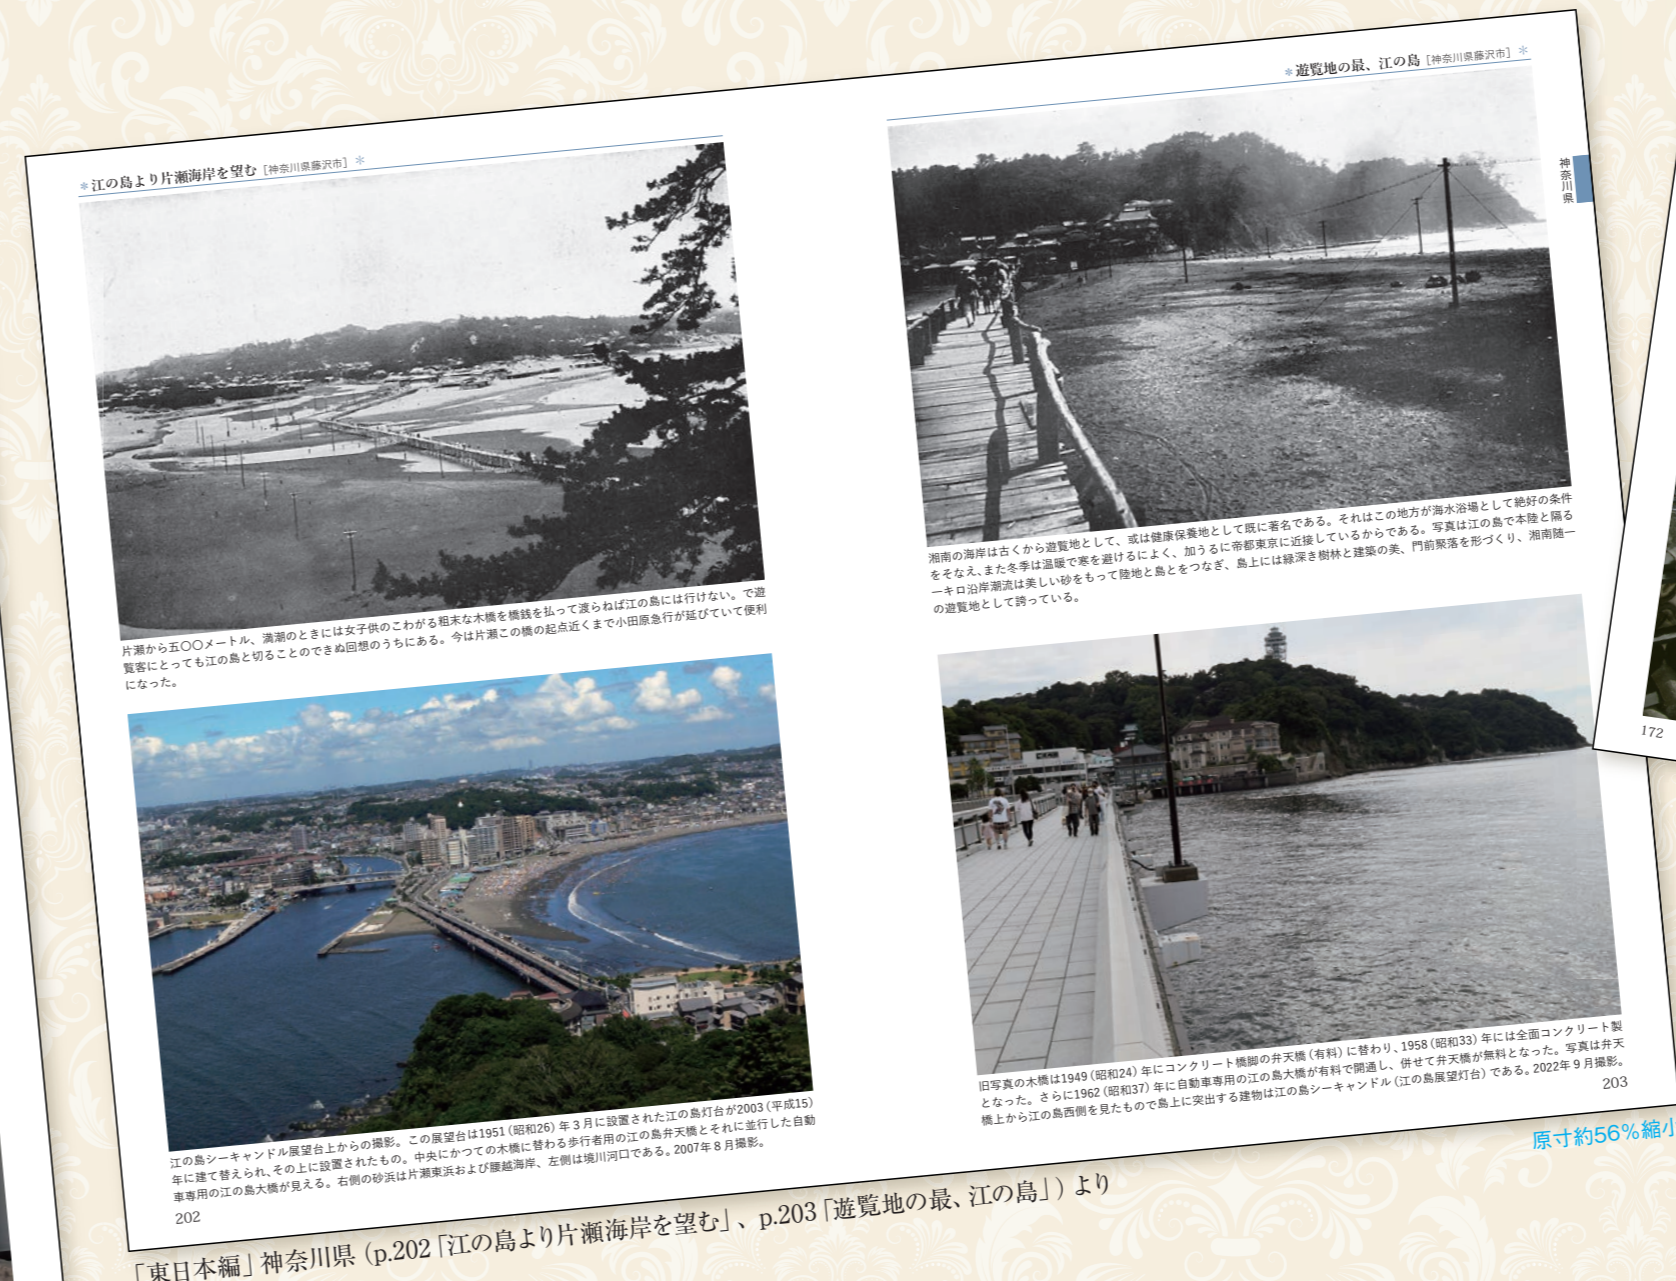 ＊江の島より片瀬海岸を望む［神奈川県藤沢市］＊
片瀬から五〇〇メートル、満潮のときには女子供のこわがる粗末な木橋を橋銭を払って渡らねば江の島には行けない。で遊
覧客にとっても江の島と切ることのできぬ回想のうちにある。今は片瀬この橋の起点近くまで小田原急行が延びていて便利
になった。
江の島シーキャンドル展望台上からの撮影。この展望台は1951（昭和26）年３月に設置された江の島灯台が2003（平成15）
年に建て替えられ、その上に設置されたもの。中央にかつての木橋に替わる歩行者用の江の島弁天橋とそれに並行した自動
車専用の江の島大橋が見える。右側の砂浜は片瀬東浜および腰越海岸、左側は境川河口である。2007年８月撮影。
202
＊遊覧地の最、江の島［神奈川県藤沢市］＊
神奈川県
湘南の海岸は古くから遊覧地として、或は健康保養地として既に著名である。それはこの地方が海水浴場として絶好の条件
をそなえ、また冬季は温暖で寒を避けるによく、加うるに帝都東京に近接しているからである。写真は江の島で本陸と隔る
一キロ沿岸潮流は美しい砂をもって陸地と島とをつなぎ、島上には緑深き樹林と建築の美、門前聚落を形づくり、湘南随一
の遊覧地として誇っている。
旧写真の木橋は1949（昭和24）年にコンクリート橋脚の弁天橋（有料）に替わり、1958（昭和33）年には全面コンクリート製
となった。さらに1962（昭和37）年に自動車専用の江の島大橋が有料で開通し、併せて弁天橋が無料となった。写真は弁天
橋上から江の島西側を見たもので島上に突出する建物は江の島シーキャンドル（江の島展望灯台）である。2022年９月撮影。
203
172
原寸約56％縮小
「東日本編」神奈川県（p.202「江の島より片瀬海岸を望む」、p.203「遊覧地の最、江の島」）より